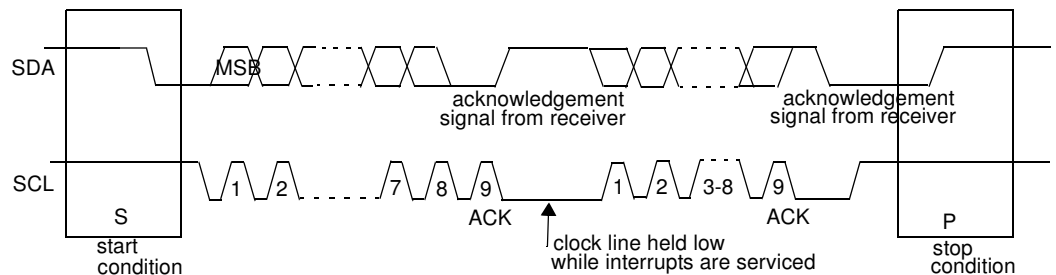 SDA
MSB
acknowledgement
signal from receiver
acknowledgement
signal from receiver
SCL
1 2 7 8 9 1 2 3-8 9
ACK
ACK
S
P
start
condition
clock line held low
while interrupts are serviced
stop
condition